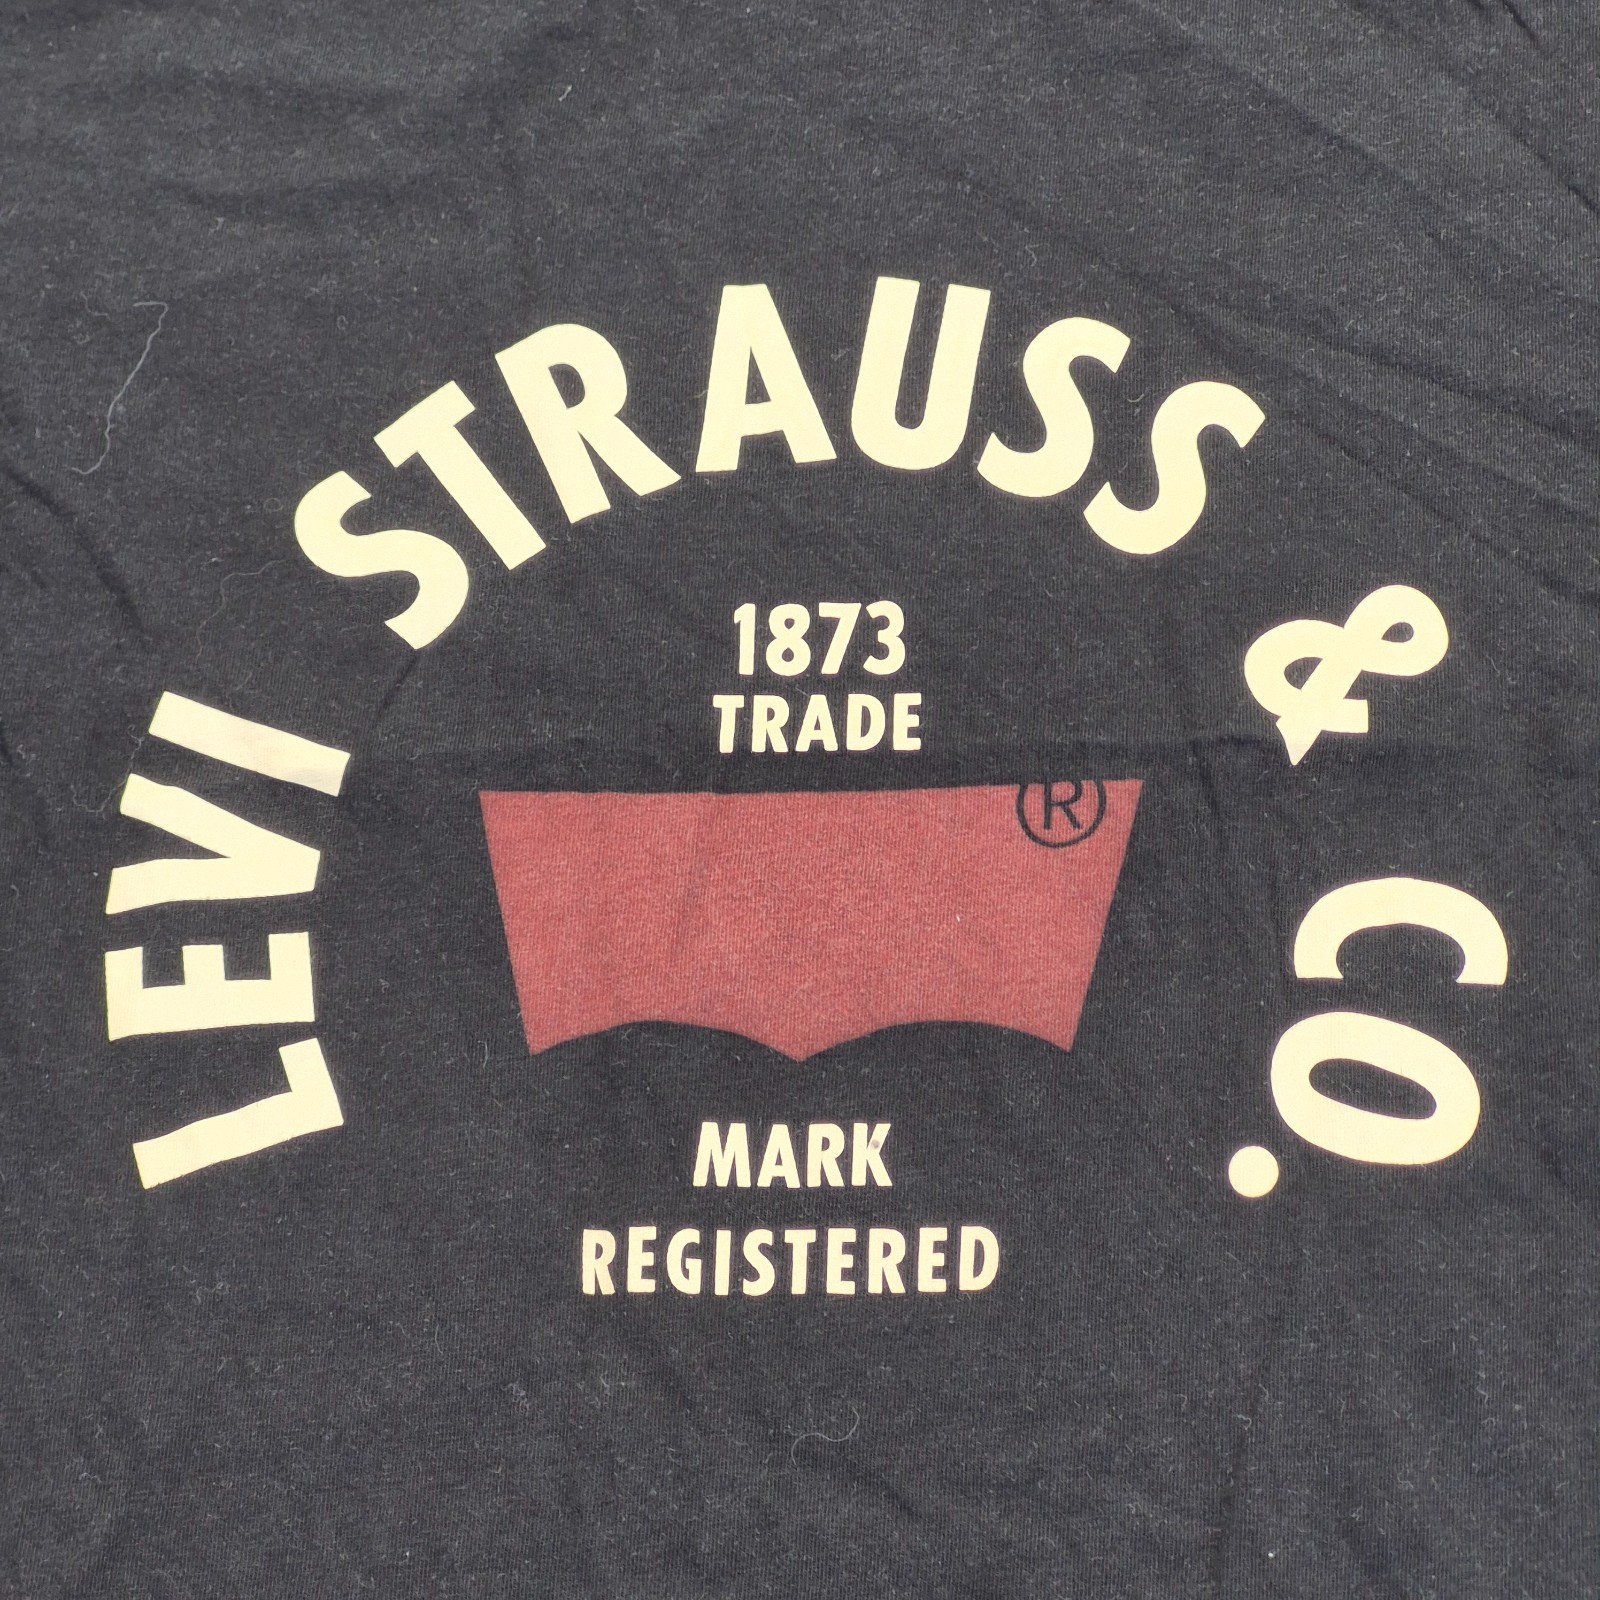 LEVI STRAUSS & CO.
1873
TRADE
®
MARK
REGISTERED